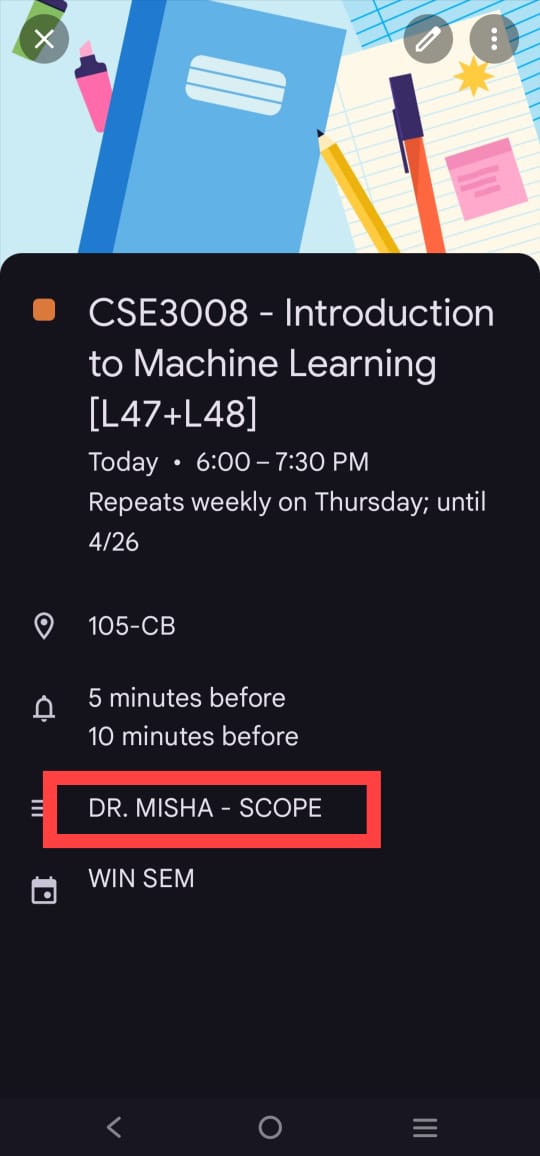 CSE3008 - Introduction
to Machine Learning
[L47+L48]
Today • 6:00 – 7:30 PM
Repeats weekly on Thursday; until
4/26
105-CB
5 minutes before
10 minutes before
DR. MISHA - SCOPE
WIN SEM